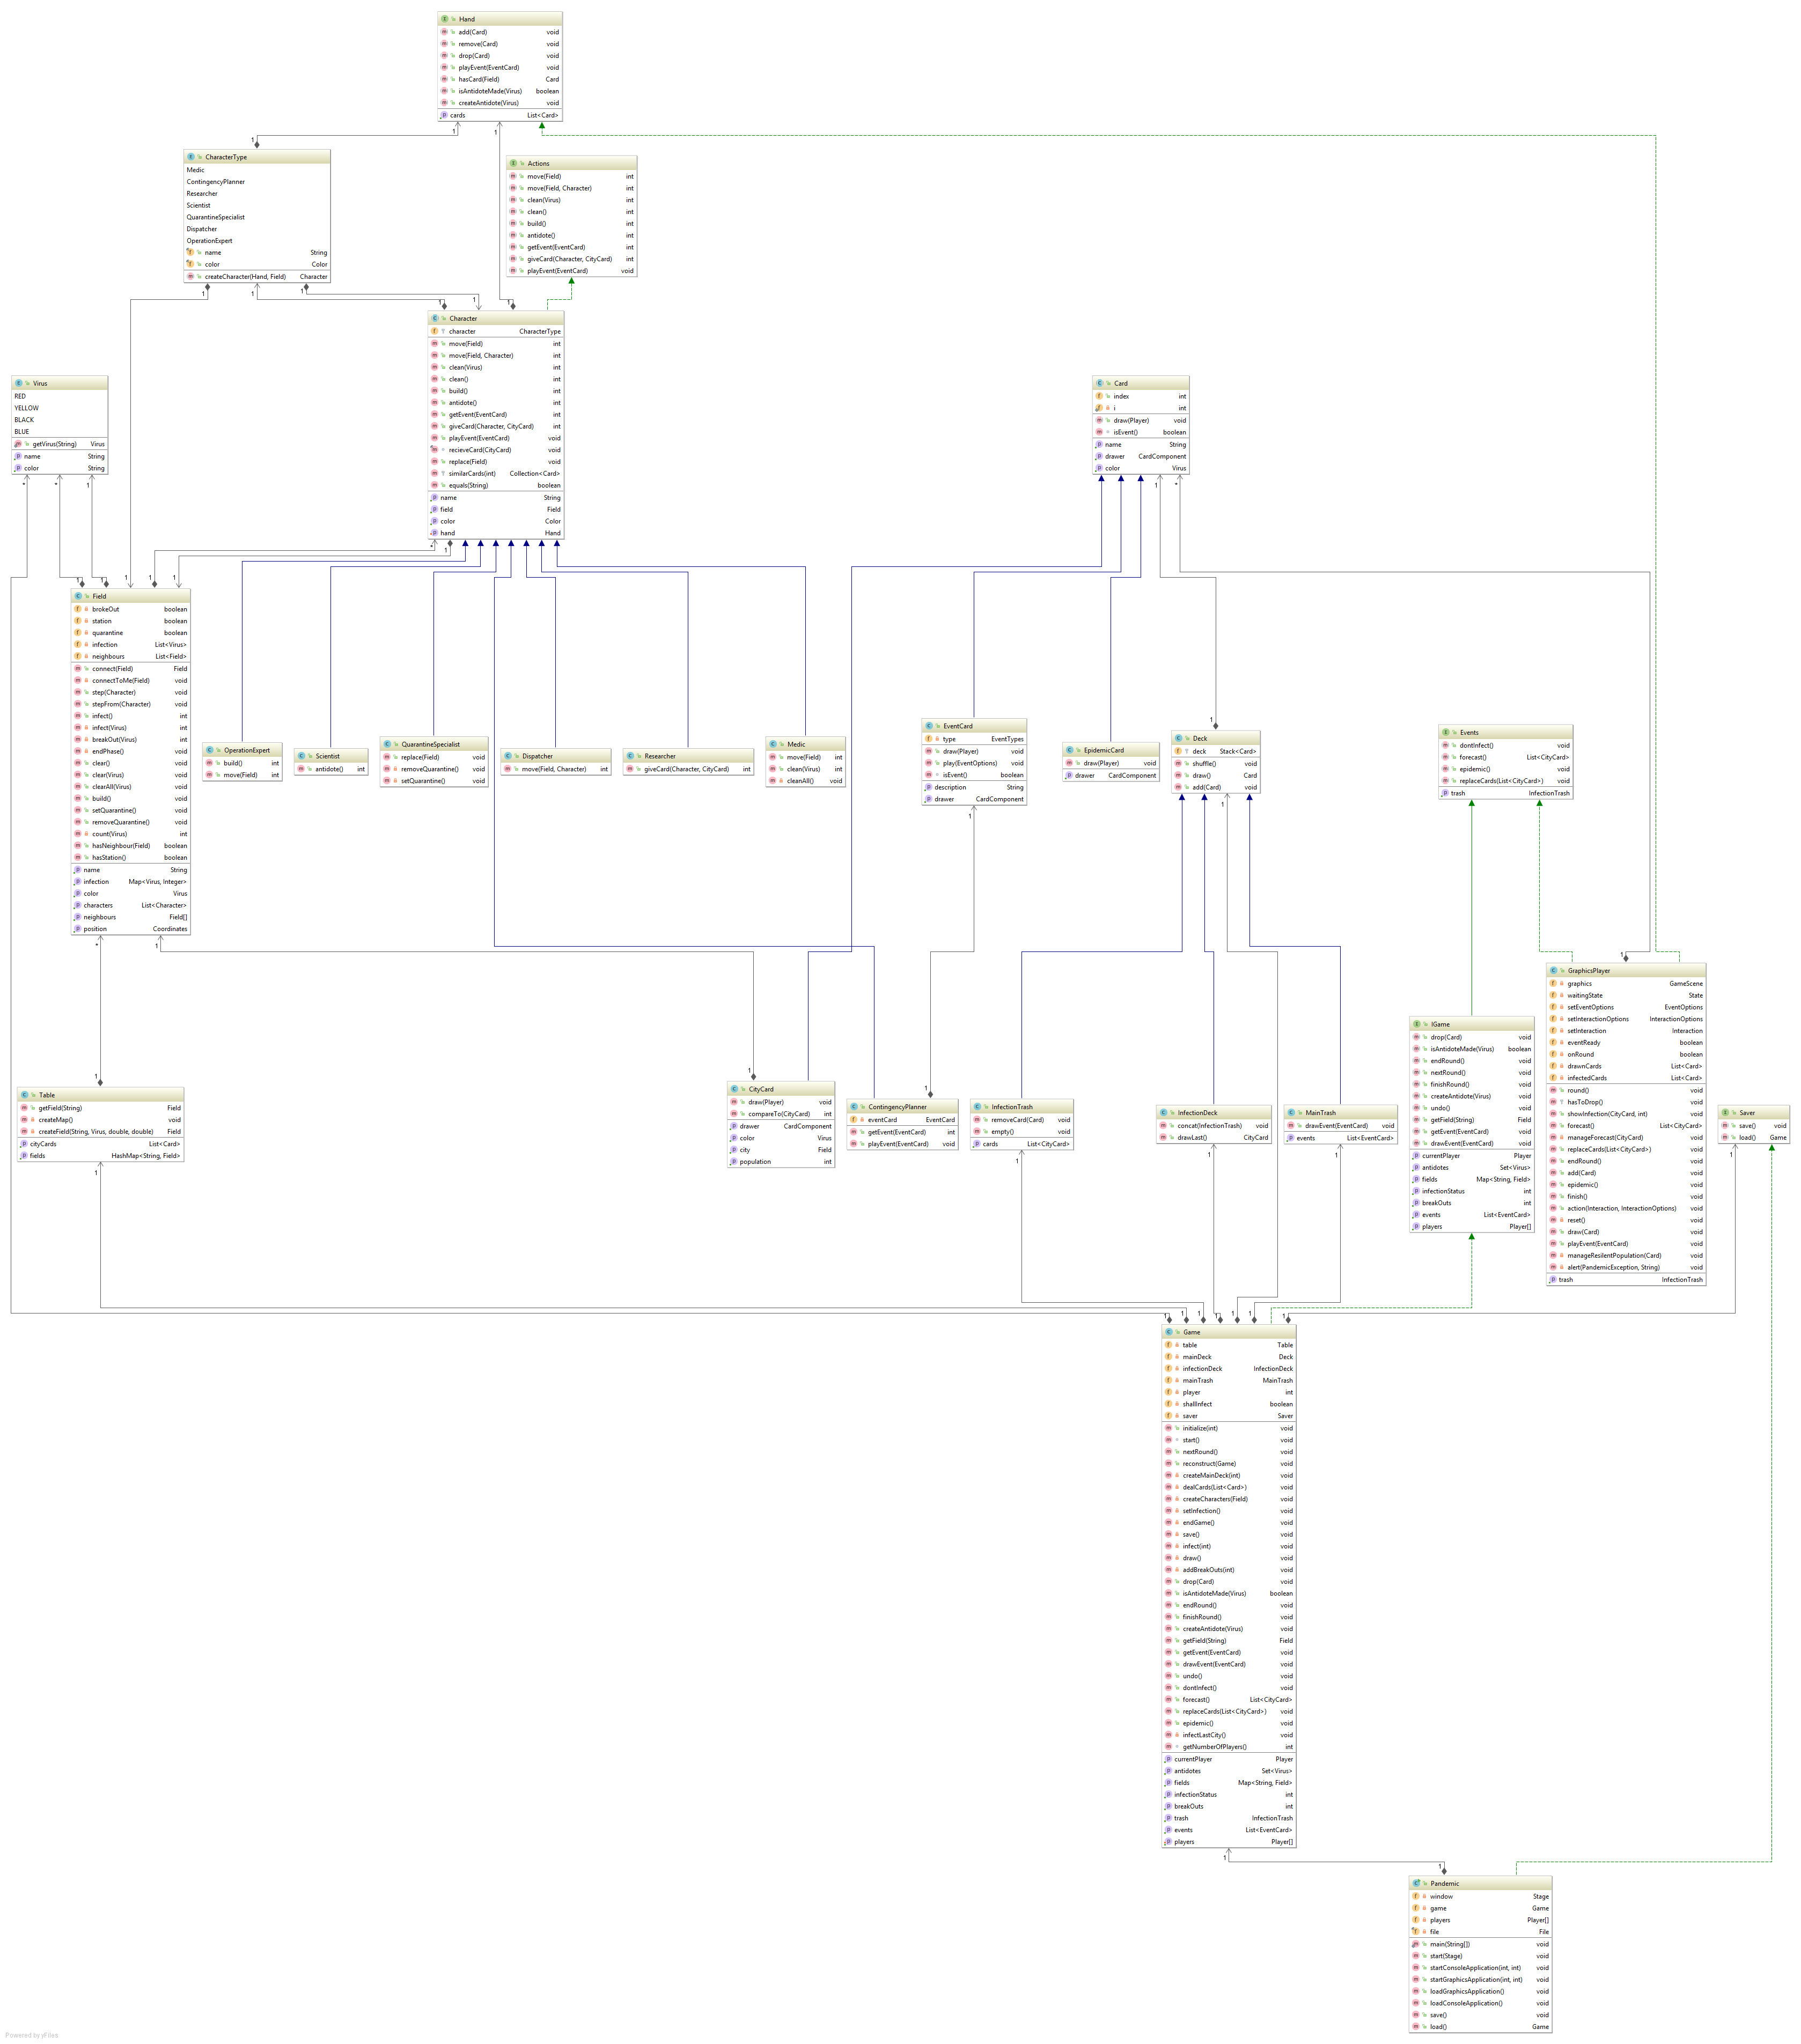 Hand
add(Card) void
remove(Card) void
drop(Card) void
playEvent(EventCard) void
hasCard(Field) Card
isAntidoteMade(Virus) boolean
createAntidote(Virus) void
cards List<Card>
CharacterType
Medic
ContingencyPlanner
Researcher
Scientist
QuarantineSpecialist
Dispatcher
OperationExpert
name String
color Color
createCharacter(Hand, Field) Character
Actions
move(Field) int
move(Field, Character) int
clean(Virus) int
clean() int
build() int
antidote() int
getEvent(EventCard) int
giveCard(Character, CityCard) int
playEvent(EventCard) void
Character
character CharacterType
move(Field) int
move(Field, Character) int
clean(Virus) int
clean() int
build() int
antidote() int
getEvent(EventCard) int
giveCard(Character, CityCard) int
playEvent(EventCard) void
recieveCard(CityCard) void
replace(Field) void
similarCards(int) Collection<Card>
equals(String) boolean
name String
field Field
color Color
hand Hand
Virus
RED
YELLOW
BLACK
BLUE
getVirus(String) Virus
name String
color String
Card
index int
i int
draw(Player) void
isEvent() boolean
name String
drawer CardComponent
color Virus
Field
brokeOut boolean
station boolean
quarantine boolean
infection List<Virus>
neighbours List<Field>
connect(Field) Field
connectToMe(Field) void
step(Character) void
stepFrom(Character) void
infect() int
infect(Virus) int
breakOut(Virus) int
endPhase() void
clear() void
clear(Virus) void
clearAll(Virus) void
build() void
setQuarantine() void
removeQuarantine() void
count(Virus) int
hasNeighbour(Field) boolean
hasStation() boolean
name String
infection Map<Virus, Integer>
color Virus
characters List<Character>
neighbours Field[]
position Coordinates
OperationExpert
build() int
move(Field) int
Scientist
antidote() int
QuarantineSpecialist
replace(Field) void
removeQuarantine() void
setQuarantine() void
Dispatcher
move(Field, Character) int
Researcher
giveCard(Character, CityCard) int
Medic
move(Field) int
clean(Virus) int
cleanAll() void
EventCard
type EventTypes
draw(Player) void
play(EventOptions) void
isEvent() boolean
description String
drawer CardComponent
EpidemicCard
draw(Player) void
drawer CardComponent
Deck
deck Stack<Card>
shuffle() void
draw() Card
add(Card) void
Events
dontInfect() void
forecast() List<CityCard>
epidemic() void
replaceCards(List<CityCard>) void
trash InfectionTrash
GraphicsPlayer
graphics GameScene
waitingState State
setEventOptions EventOptions
setInteractionOptions InteractionOptions
setInteraction Interaction
eventReady boolean
onRound boolean
drawnCards List<Card>
infectedCards List<Card>
round() void
hasToDrop() void
showInfection(CityCard, int) void
forecast() List<CityCard>
manageForecast(CityCard) void
replaceCards(List<CityCard>) void
endRound() void
add(Card) void
epidemic() void
finish() void
action(Interaction, InteractionOptions) void
reset() void
draw(Card) void
playEvent(EventCard) void
manageResilentPopulation(Card) void
alert(PandemicException, String) void
trash InfectionTrash
IGame
drop(Card) void
isAntidoteMade(Virus) boolean
endRound() void
nextRound() void
finishRound() void
createAntidote(Virus) void
undo() void
getField(String) Field
getEvent(EventCard) void
drawEvent(EventCard) void
currentPlayer Player
antidotes Set<Virus>
fields Map<String, Field>
infectionStatus int
breakOuts int
events List<EventCard>
players Player[]
Table
getField(String) Field
createMap() void
createField(String, Virus, double, double) Field
cityCards List<Card>
fields HashMap<String, Field>
CityCard
draw(Player) void
compareTo(CityCard) int
drawer CardComponent
color Virus
city Field
population int
ContingencyPlanner
eventCard EventCard
getEvent(EventCard) int
playEvent(EventCard) void
InfectionTrash
removeCard(Card) void
empty() void
cards List<CityCard>
InfectionDeck
concat(InfectionTrash) void
drawLast() CityCard
MainTrash
drawEvent(EventCard) void
events List<EventCard>
Saver
save() void
load() Game
Game
table Table
mainDeck Deck
infectionDeck InfectionDeck
mainTrash MainTrash
player int
shallInfect boolean
saver Saver
initialize(int) void
start() void
nextRound() void
reconstruct(Game) void
createMainDeck(int) void
dealCards(List<Card>) void
createCharacters(Field) void
setInfection() void
endGame() void
save() void
infect(int) void
draw() void
addBreakOuts(int) void
drop(Card) void
isAntidoteMade(Virus) boolean
endRound() void
finishRound() void
createAntidote(Virus) void
getField(String) Field
getEvent(EventCard) void
drawEvent(EventCard) void
undo() void
dontInfect() void
forecast() List<CityCard>
replaceCards(List<CityCard>) void
epidemic() void
infectLastCity() void
getNumberOfPlayers() int
currentPlayer Player
antidotes Set<Virus>
fields Map<String, Field>
infectionStatus int
breakOuts int
trash InfectionTrash
events List<EventCard>
players Player[]
Pandemic
window Stage
game Game
players Player[]
file File
main(String[]) void
start(Stage) void
startConsoleApplication(int, int) void
startGraphicsApplication(int, int) void
loadGraphicsApplication() void
loadConsoleApplication() void
save() void
load() Game
Powered by yFiles